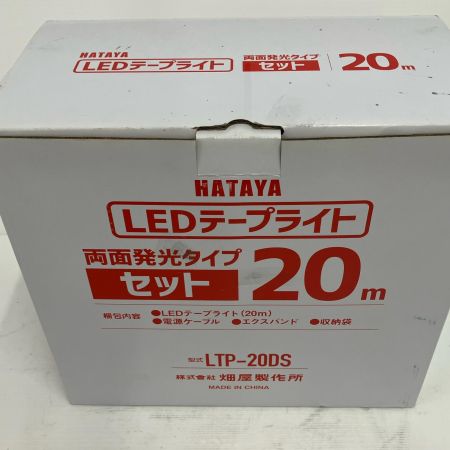 HATAYA
LEDテープライト
両面発光タイプ
セット
20m
HATAYA
LEDテープライト
両面発光タイプ
セット
20m
梱包内容
●LEDテープライト(20m)
●電源ケーブル ●エクスバンド ●収納袋
型式 LTP-20DS
株式会社 畑屋製作所
MADE IN CHINA